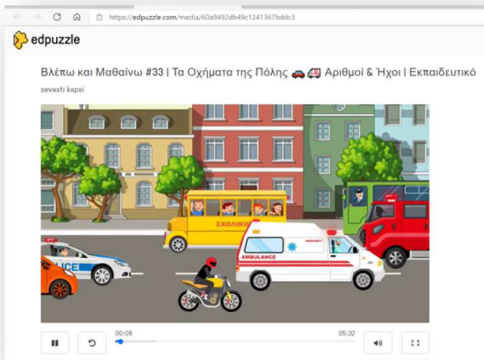 https://edpuzzle.com/media/60a9492db49c1241367bddc3
edpuzzle
Βλέπω και Μαθαίνω #33 | Τα Οχήματα της Πόλης 🚗🚑 Αριθμοί & Ήχοι | Εκπαιδευτικό
sevasti kapsi
ΣΧΟΛΙΚΟ
AMBULANCE
ICE
00:08
05:32